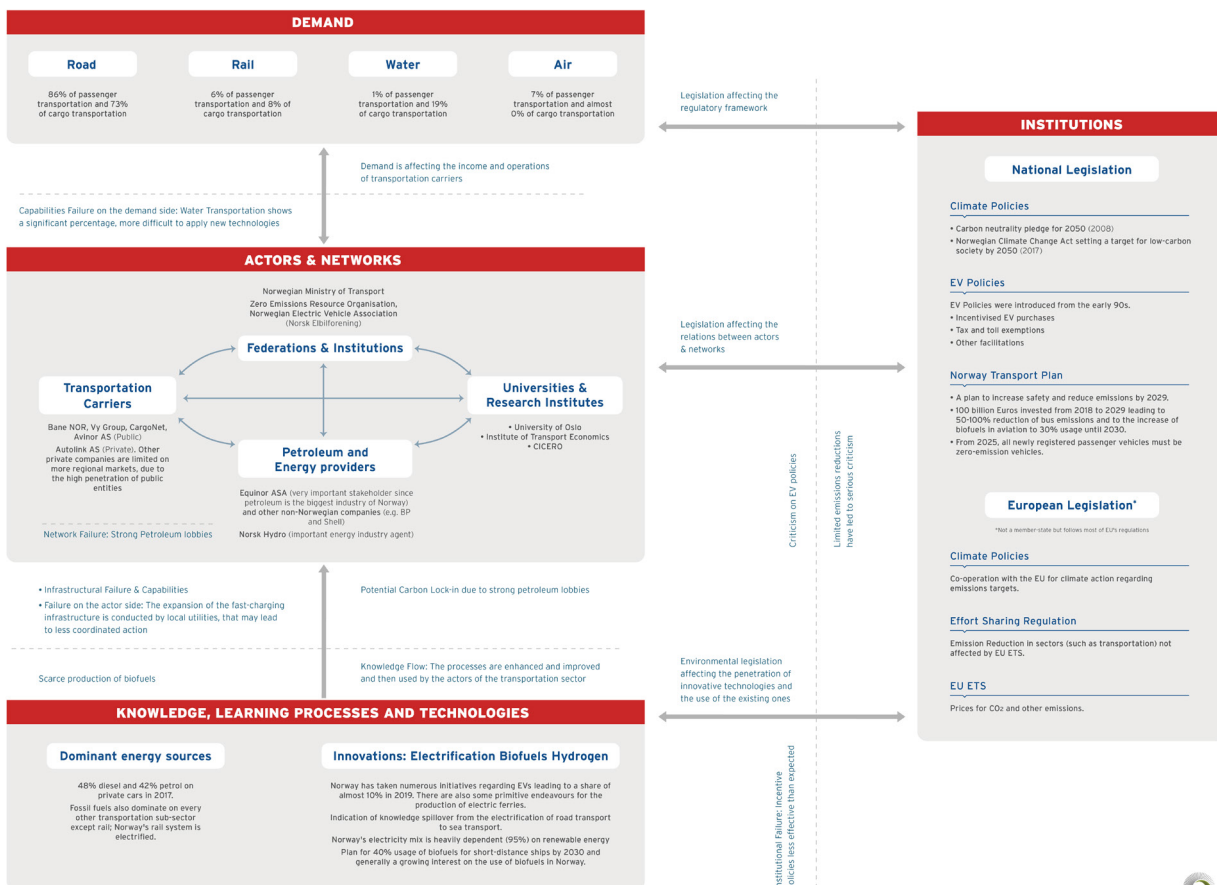 DEMAND
Road
86% of passenger
transportation and 73%
of cargo transportation
Rail
6% of passenger
transportation and 8% of
cargo transportation
Water
1% of passenger
transportation and 19%
of cargo transportation
Air
7% of passenger
transportation and almost
0% of cargo transportation
Demand is affecting the income and operations
of transportation carriers
Capabilities Failure on the demand side: Water Transportation shows
a significant percentage, more difficult to apply new technologies
ACTORS & NETWORKS
Norwegian Ministry of Transport
Zero Emissions Resource Organisation,
Norwegian Electric Vehicle Association
(Norsk Elbilforening)
Federations & Institutions
Transportation
Carriers
Bane NOR, Vy Group, CargoNet,
Avinor AS (Public)
Autolink AS (Private). Other
private companies are limited on
more regional markets, due to
the high penetration of public
entities
Network Failure: Strong Petroleum lobbies
Universities &
Research Institutes
• University of Oslo
• Institute of Transport Economics
• CICERO
Petroleum and
Energy providers
Equinor ASA (very important stakeholder since
petroleum is the biggest industry of Norway)
and other non-Norwegian companies (e.g. BP
and Shell)
Norsk Hydro (important energy industry agent)
• Infrastructural Failure & Capabilities
• Failure on the actor side: The expansion of the fast-charging
infrastructure is conducted by local utilities, that may lead
to less coordinated action
Potential Carbon Lock-in due to strong petroleum lobbies
Scarce production of biofuels
Knowledge Flow: The processes are enhanced and improved
and then used by the actors of the transportation sector
KNOWLEDGE, LEARNING PROCESSES AND TECHNOLOGIES
Dominant energy sources
48% diesel and 42% petrol on
private cars in 2017.
Fossil fuels also dominate on every
other transportation sub-sector
except rail; Norway's rail system is
electrified.
Innovations: Electrification Biofuels Hydrogen
Norway has taken numerous initiatives regarding EVs leading to a share of
almost 10% in 2019. There are also some primitive endeavours for the
production of electric ferries.
Indication of knowledge spillover from the electrification of road transport
to sea transport.
Norway's electricity mix is heavily dependent (95%) on renewable energy
Plan for 40% usage of biofuels for short-distance ships by 2030 and
generally a growing interest on the use of biofuels in Norway.
Legislation affecting the
regulatory framework
Legislation affecting the
relations between actors
& networks
Criticism on EV policies
Limited emissions reductions
have led to serious criticism
Environmental legislation
affecting the penetration of
innovative technologies and
the use of the existing ones
Failure: Incentive
less effective than expected
INSTITUTIONS
National Legislation
Climate Policies
• Carbon neutrality pledge for 2050 (2008)
• Norwegian Climate Change Act setting a target for low-carbon
society by 2050 (2017)
EV Policies
EV Policies were introduced from the early 90s.
• Incentivised EV purchases
• Tax and toll exemptions
• Other facilitations
Norway Transport Plan
• A plan to increase safety and reduce emissions by 2029.
• 100 billion Euros invested from 2018 to 2029 leading to
50-100% reduction of bus emissions and to the increase of
biofuels in aviation to 30% usage until 2030.
• From 2025, all newly registered passenger vehicles must be
zero-emission vehicles.
European Legislation*
*Not a member-state but follows most of EU's regulations
Climate Policies
Co-operation with the EU for climate action regarding
emissions targets.
Effort Sharing Regulation
Emission Reduction in sectors (such as transportation) not
affected by EU ETS.
EU ETS
Prices for CO2 and other emissions.